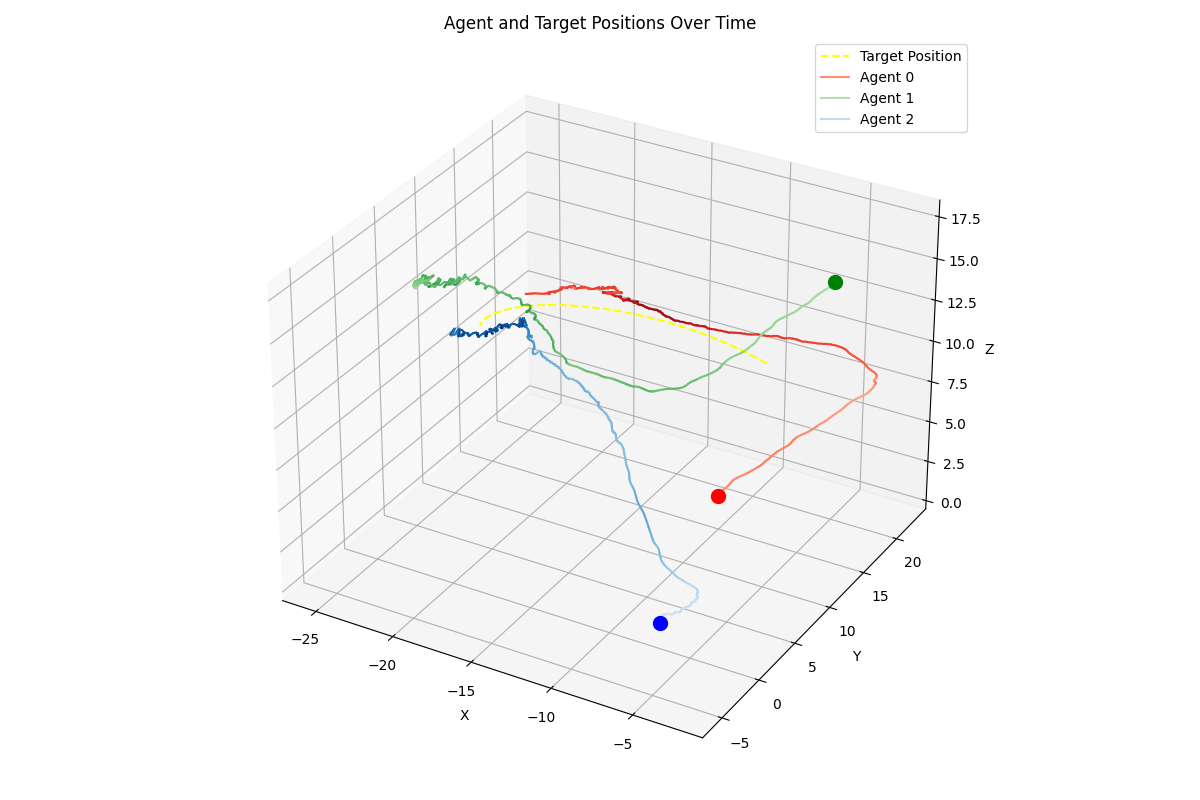 Agent and Target Positions Over Time
Target Position
Agent 0
Agent 1
Agent 2
17.5
15.0
12.5
10.0
7.5
5.0
2.5
0.0
Z
20
15
10
5
0
−5
Y
−25
−20
−15
−10
−5
X